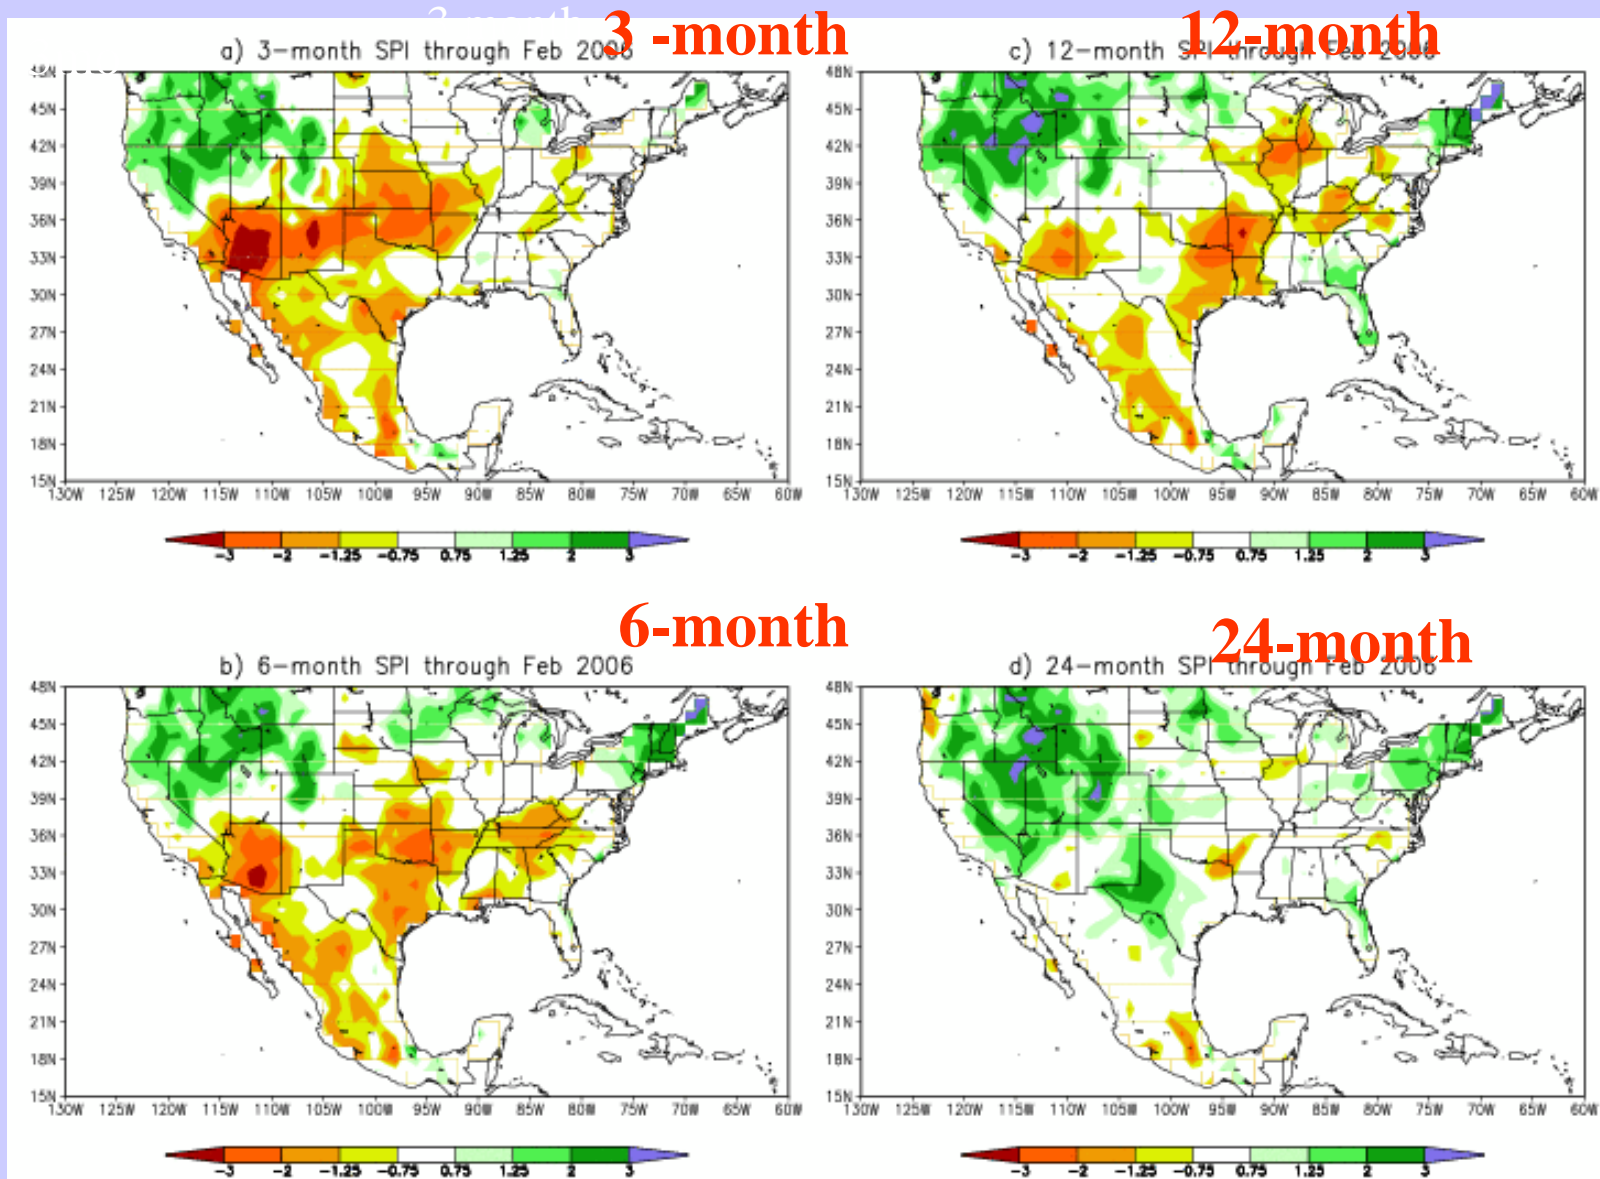 3-month
3 -month
a) 3-month SPI through Feb 2006
48N
45N
42N
39N
36N
33N
30N
27N
24N
21N
18N
15N
130W 125W 120W 115W 110W 105W 100W 95W 90W 85W 80W 75W 70W 65W 60W
-3 -2 -1.25 -0.75 0.75 1.25 2 3
12-month
c) 12-month SPI through Feb 2006
48N
45N
42N
39N
36N
33N
30N
27N
24N
21N
18N
15N
130W 125W 120W 115W 110W 105W 100W 95W 90W 85W 80W 75W 70W 65W 60W
-3 -2 -1.25 -0.75 0.75 1.25 2 3
6-month
b) 6-month SPI through Feb 2006
48N
45N
42N
39N
36N
33N
30N
27N
24N
21N
18N
15N
130W 125W 120W 115W 110W 105W 100W 95W 90W 85W 80W 75W 70W 65W 60W
-3 -2 -1.25 -0.75 0.75 1.25 2 3
24-month
d) 24-month SPI through Feb 2006
48N
45N
42N
39N
36N
33N
30N
27N
24N
21N
18N
15N
130W 125W 120W 115W 110W 105W 100W 95W 90W 85W 80W 75W 70W 65W 60W
-3 -2 -1.25 -0.75 0.75 1.25 2 3